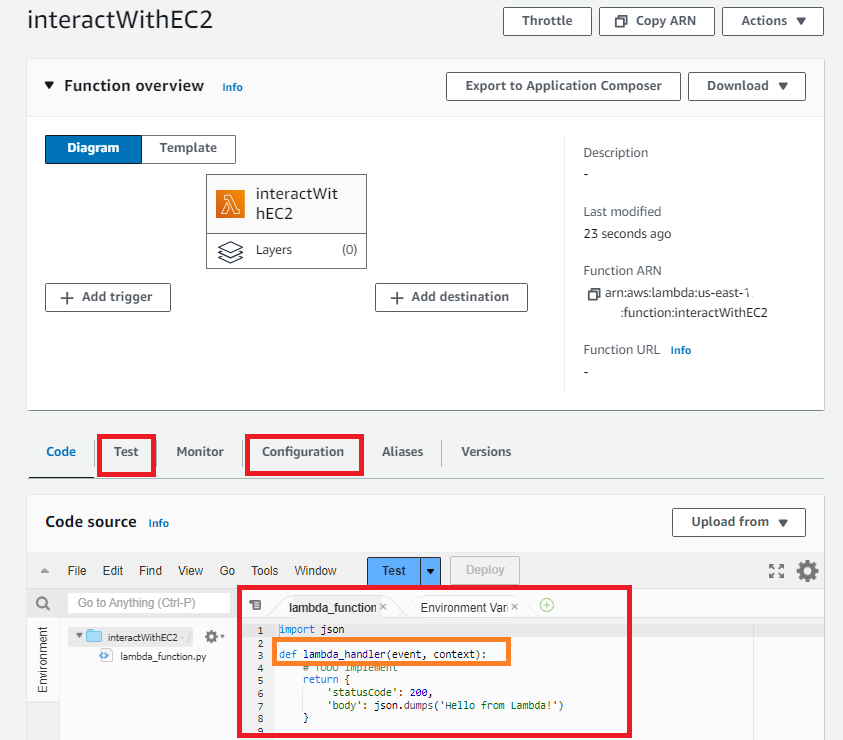 interactWithEC2
Throttle
Copy ARN
Actions
Function overview Info
Export to Application Composer
Download
Diagram
Template
interactWit
hEC2
Layers (0)
Add trigger
Add destination
Description
-
Last modified
23 seconds ago
Function ARN
arn:aws:lambda:us-east-1
:function:interactWithEC2
Function URL Info
-
Code Test Monitor Configuration Aliases Versions
Code source Info
Upload from
File Edit Find View Go Tools Window Test Deploy
Go to Anything (Ctrl-P)
Environment
interactWithEC2 - /
lambda_function.py
lambda_function × Environment Vari ×
1 import json
2
3 def lambda_handler(event, context):
4 # TODO implement
5 return {
6 'statusCode': 200,
7 'body': json.dumps('Hello from Lambda!')
8 }
9